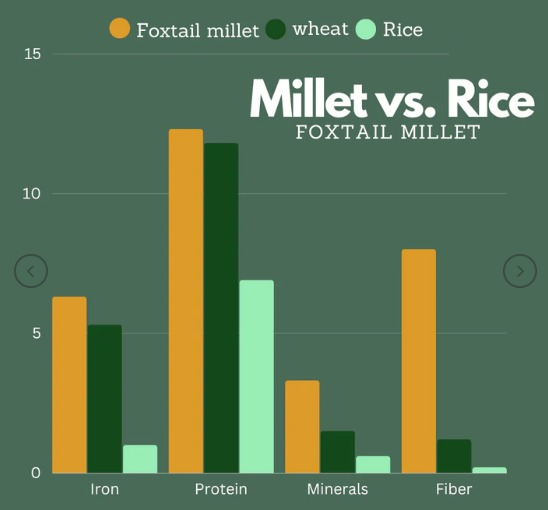 Foxtail millet wheat Rice
15
Millet vs. Rice
FOXTAIL MILLET
10
5
0
Iron Protein Minerals Fiber